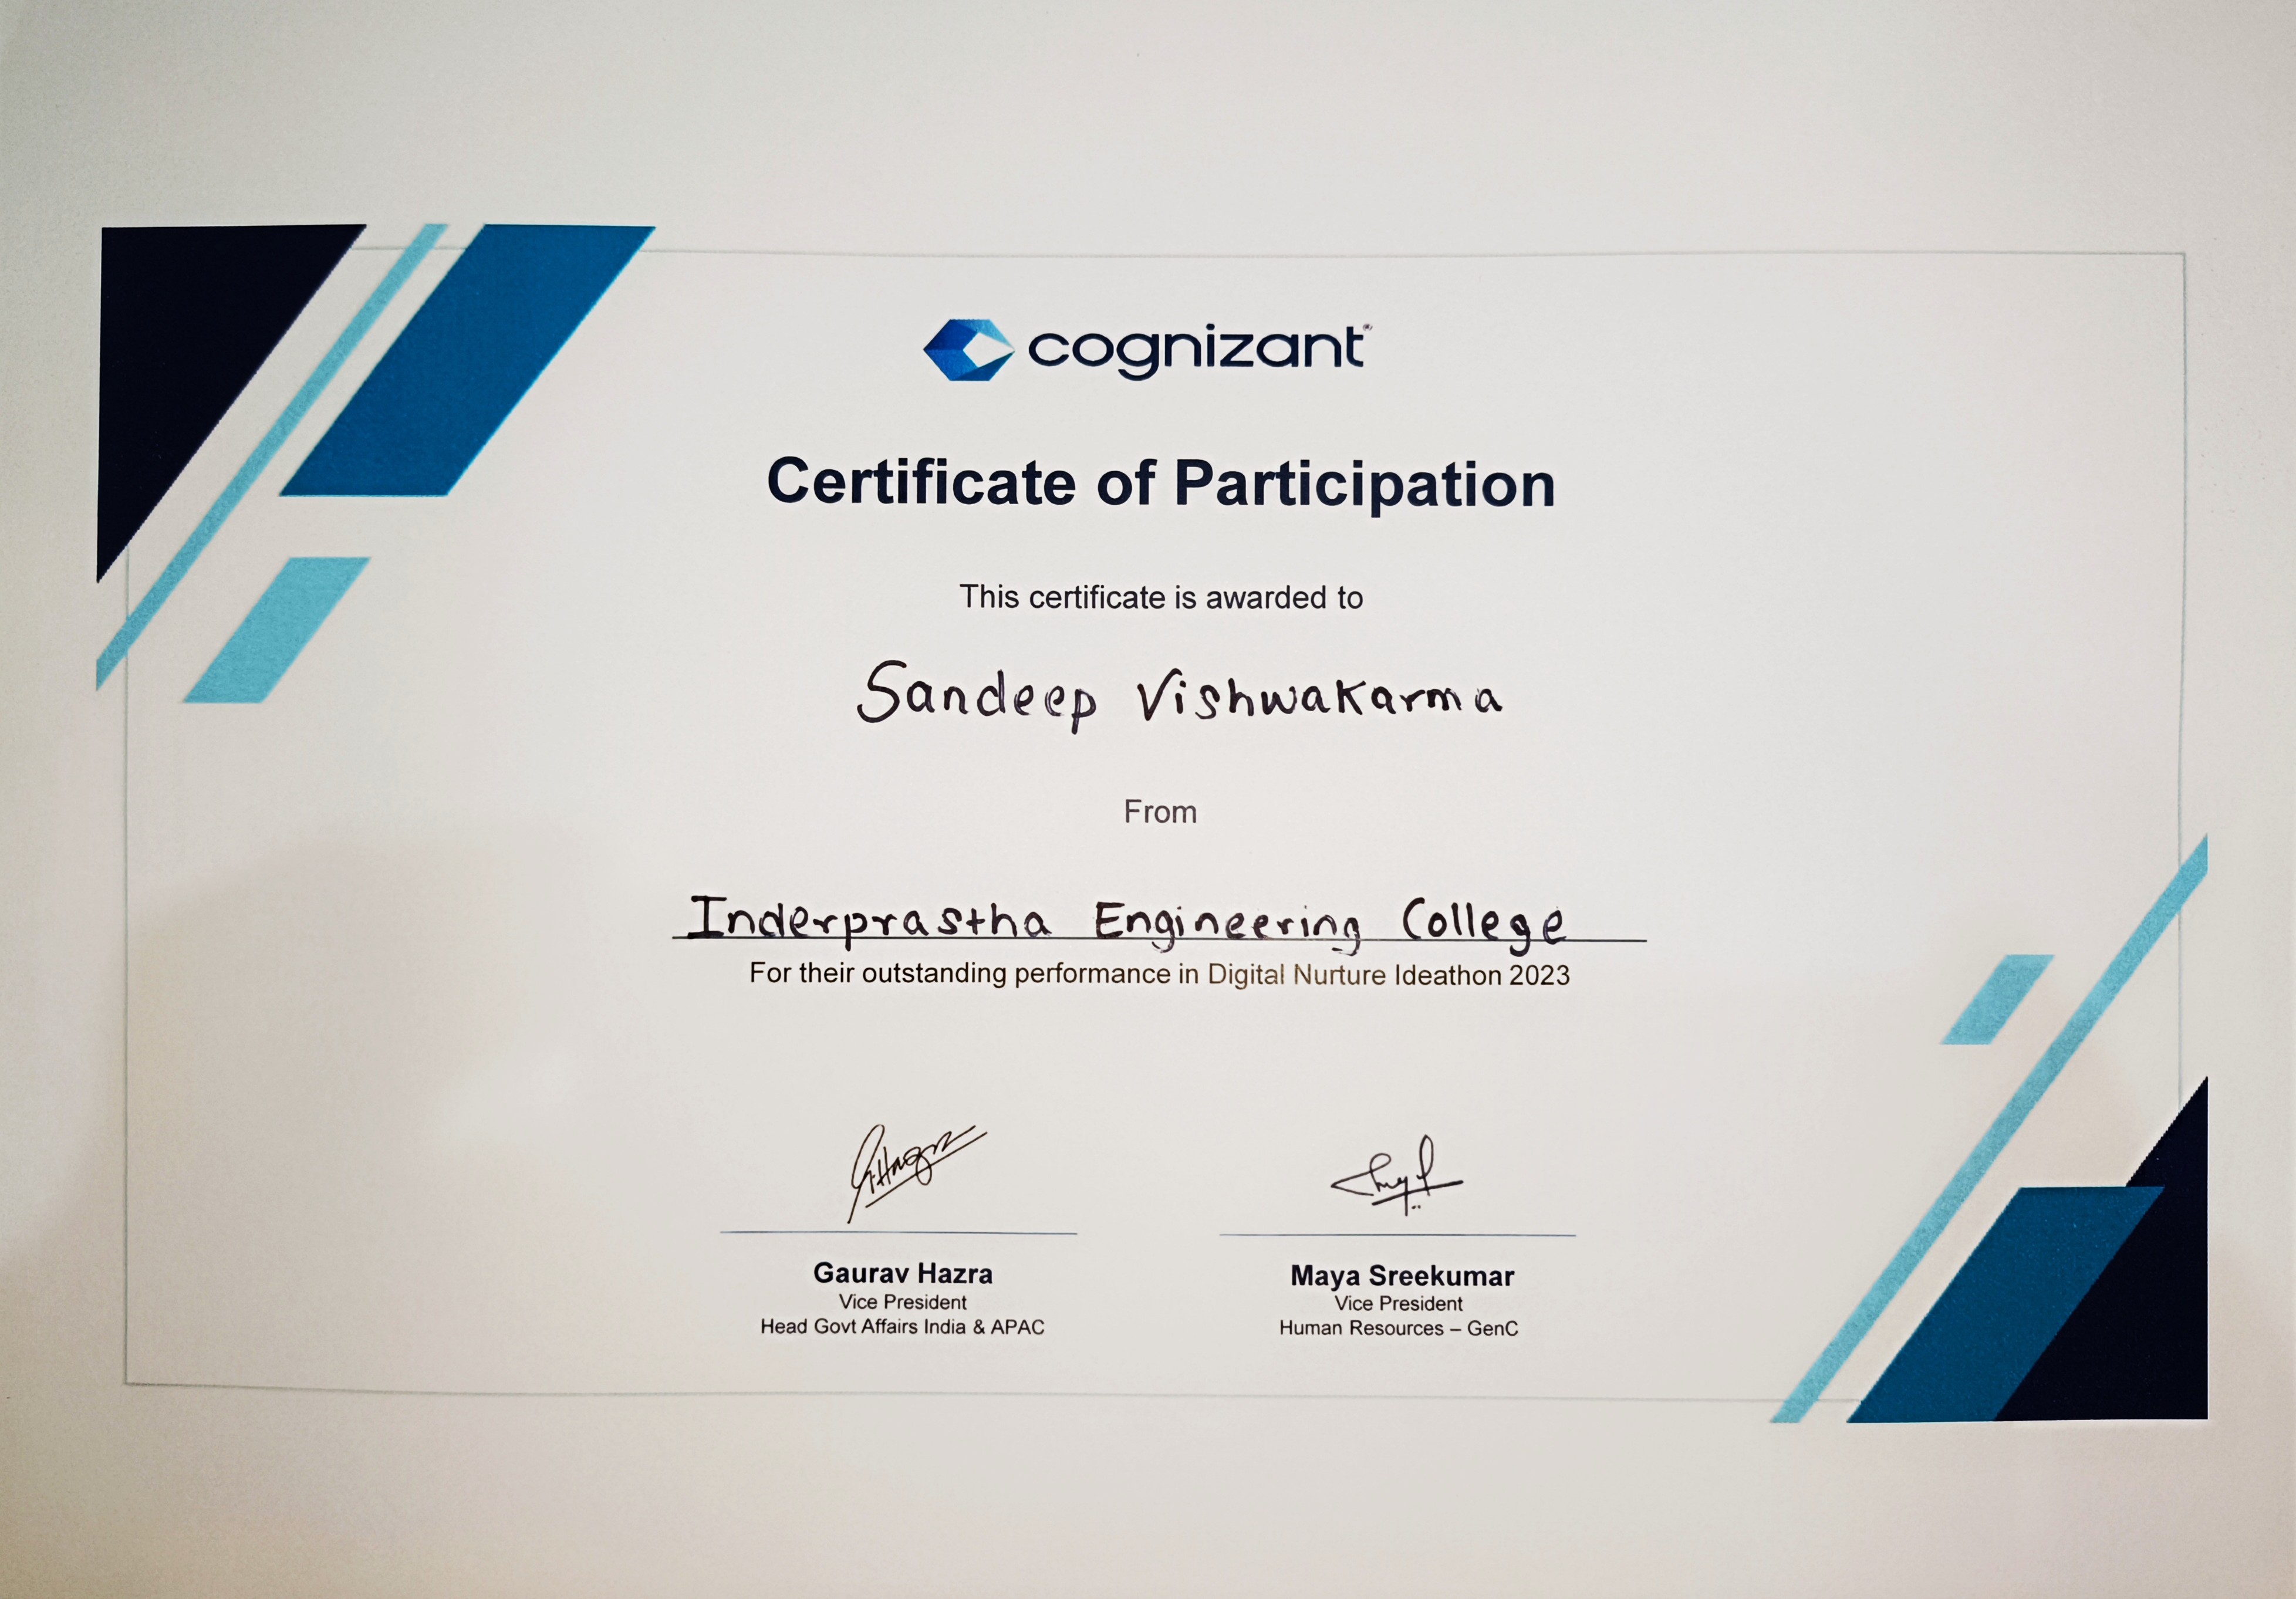 cognizant
Certificate of Participation
This certificate is awarded to
Sandeep Vishwakarma
From
Inderprastha Engineering College
For their outstanding performance in Digital Nurture Ideathon 2023
Gaurav Hazra
Vice President
Head Govt Affairs India & APAC
Maya Sreekumar
Vice President
Human Resources – GenC